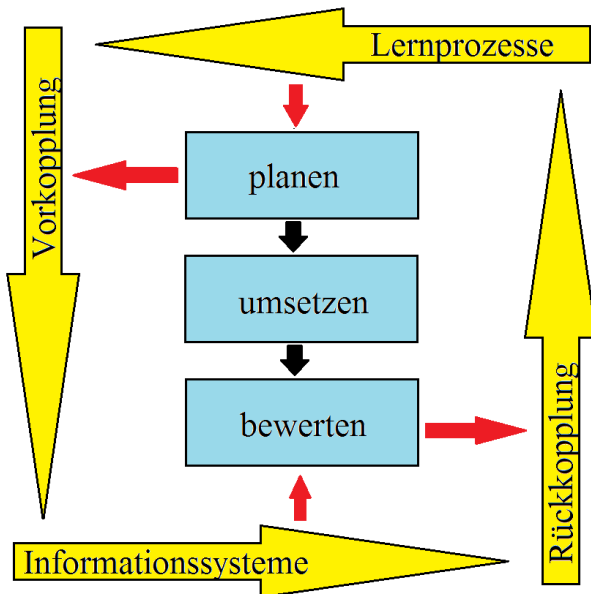 Lernprozesse
Vorkopplung
planen
umsetzen
bewerten
Rückkopplung
Informationssysteme